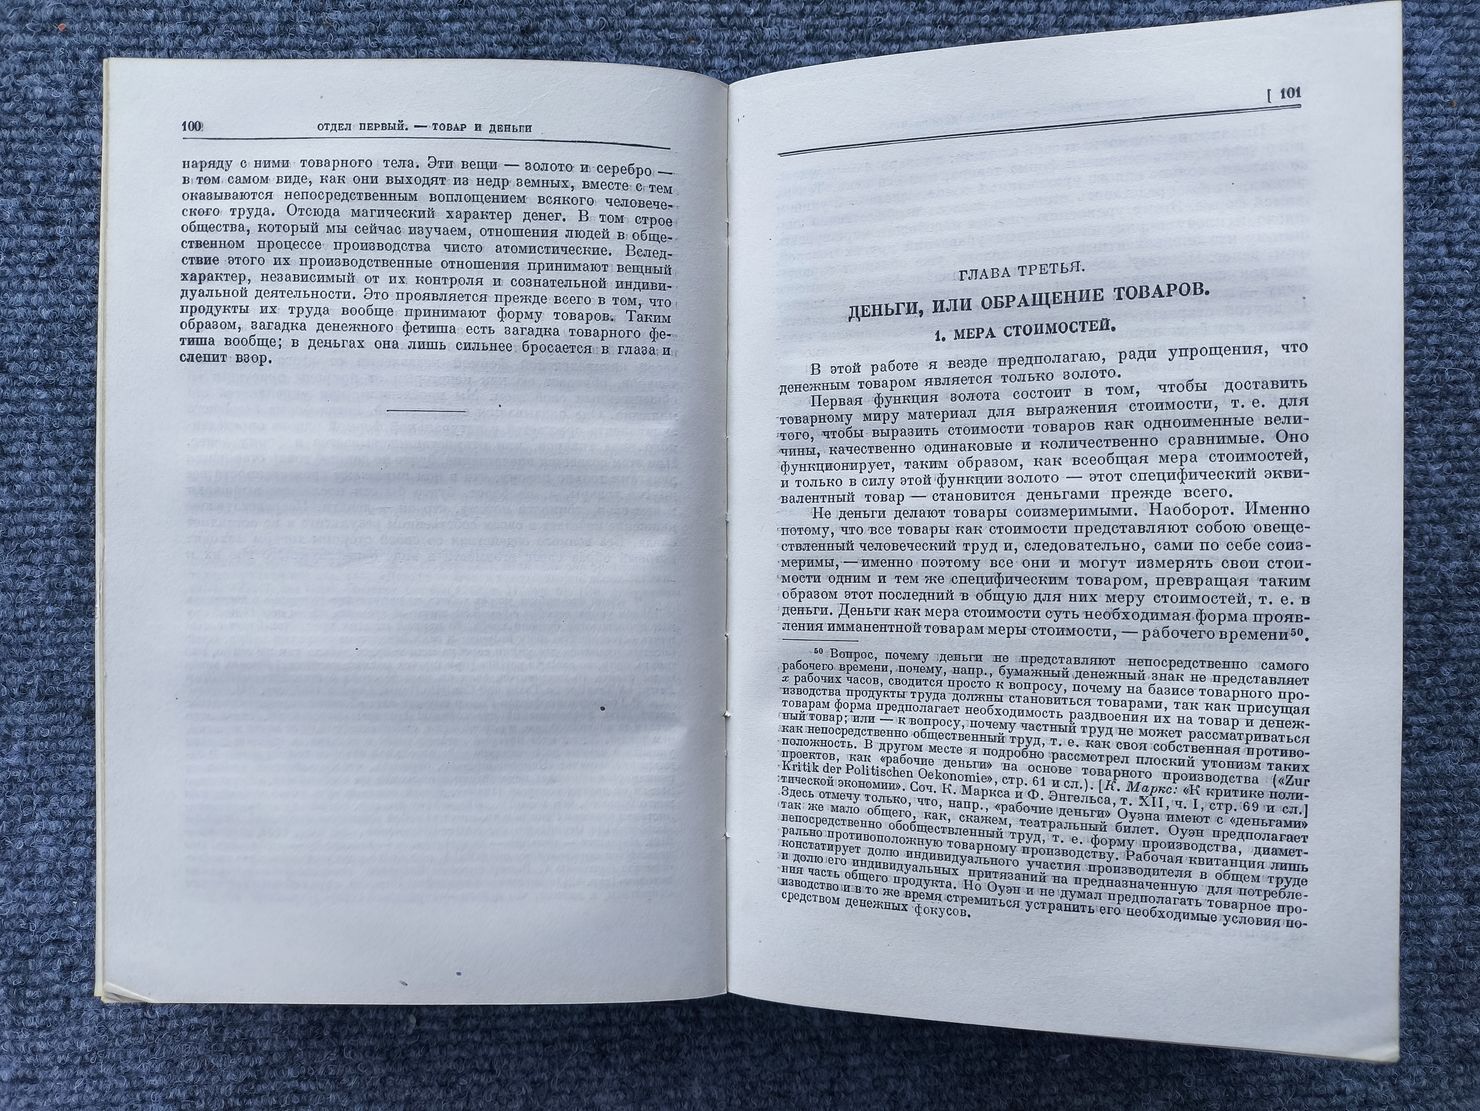 100 ОТДЕЛ ПЕРВЫЙ. — ТОВАР И ДЕНЬГИ
наряду с ними товарного тела. Эти вещи — золото и серебро —
в том самом виде, как они выходят из недр земных, вместе с тем
оказываются непосредственным воплощением всякого человече-
ского труда. Отсюда магический характер денег. В том строе
общества, который мы сейчас изучаем, отношения людей в обще-
ственном процессе производства чисто атомистические. Вслед-
ствие этого их производственные отношения принимают вещный
характер, независимый от их контроля и сознательной индиви-
дуальной деятельности. Это проявляется прежде всего в том, что
продукты их труда вообще принимают форму товаров. Таким
образом, загадка денежного фетиша есть загадка товарного фе-
тиша вообще; в деньгах она лишь сильнее бросается в глаза и
слепит взор.
[ 101
ГЛАВА ТРЕТЬЯ.
ДЕНЬГИ, ИЛИ ОБРАЩЕНИЕ ТОВАРОВ.
1. МЕРА СТОИМОСТЕЙ.
В этой работе я везде предполагаю, ради упрощения, что
денежным товаром является только золото.
Первая функция золота состоит в том, чтобы доставить
товарному миру материал для выражения стоимости, т. е. для
того, чтобы выразить стоимости товаров как одноименные вели-
чины, качественно одинаковые и количественно сравнимые. Оно
функционирует, таким образом, как всеобщая мера стоимостей,
и только в силу этой функции золото — этот специфический экви-
валентный товар — становится деньгами прежде всего.
Не деньги делают товары соизмеримыми. Наоборот. Именно
потому, что все товары как стоимости представляют собою овеще-
ствленный человеческий труд и, следовательно, сами по себе соиз-
меримы, — именно поэтому все они и могут измерять свои стои-
мости одним и тем же специфическим товаром, превращая таким
образом этот последний в общую для них меру стоимостей, т. е. в
деньги. Деньги как мера стоимости суть необходимая форма прояв-
ления имманентной товарам меры стоимости, — рабочего времени⁵⁰.
⁵⁰ Вопрос, почему деньги не представляют непосредственно самого
рабочего времени, почему, напр., бумажный денежный знак не представляет
x рабочих часов, сводится просто к вопросу, почему на базисе товарного про-
изводства продукты труда должны становиться товарами, так как присущая
товарам форма предполагает необходимость раздвоения их на товар и денеж-
ный товар; или — к вопросу, почему частный труд не может рассматриваться
как непосредственно общественный труд, т. е. как своя собственная противо-
положность. В другом месте я подробно рассмотрел плоский утопизм таких
проектов, как «рабочие деньги» на основе товарного производства («Zur
Kritik der Politischen Oekonomie», стр. 61 и сл.). [К. Маркс: «К критике поли-
тической экономии». Соч. К. Маркса и Ф. Энгельса, т. XII, ч. I, стр. 69 и сл.]
Здесь отмечу только, что, напр., «рабочие деньги» Оуэна имеют с «деньгами»
так же мало общего, как, скажем, театральный билет. Оуэн предполагает
непосредственно обобществленный труд, т. е. форму производства, диамет-
рально противоположную товарному производству. Рабочая квитанция лишь
констатирует долю индивидуального участия производителя в общем труде
и долю его индивидуальных притязаний на предназначенную для потребле-
ния часть общего продукта. Но Оуэн и не думал предполагать товарное про-
изводство и в то же время стремиться устранить его необходимые условия по-
средством денежных фокусов.